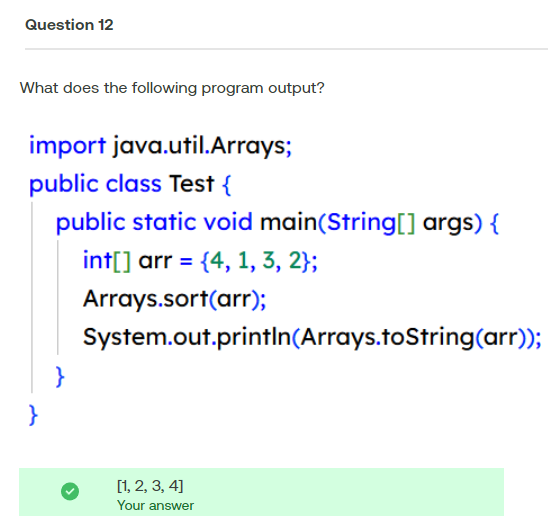 Question 12
What does the following program output?
import java.util.Arrays;
public class Test {
public static void main(String[] args) {
int[] arr = {4, 1, 3, 2};
Arrays.sort(arr);
System.out.println(Arrays.toString(arr));
}
}
[1, 2, 3, 4]
Your answer